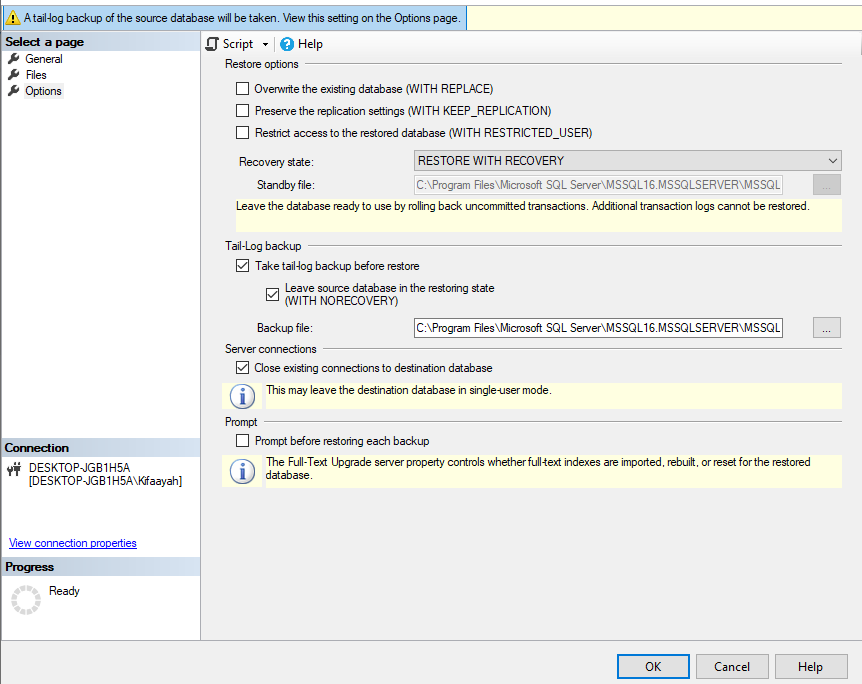 A tail-log backup of the source database will be taken. View this setting on the Options page.
Select a page
General
Files
Options
Script
Help
Restore options
Overwrite the existing database (WITH REPLACE)
Preserve the replication settings (WITH KEEP_REPLICATION)
Restrict access to the restored database (WITH RESTRICTED_USER)
Recovery state:
RESTORE WITH RECOVERY
Standby file:
C:\Program Files\Microsoft SQL Server\MSSQL16.MSSQLSERVER\MSSQL
...
Leave the database ready to use by rolling back uncommitted transactions. Additional transaction logs cannot be restored.
Tail-Log backup
Take tail-log backup before restore
Leave source database in the restoring state
(WITH NORECOVERY)
Backup file:
C:\Program Files\Microsoft SQL Server\MSSQL16.MSSQLSERVER\MSSQL
...
Server connections
Close existing connections to destination database
This may leave the destination database in single-user mode.
Prompt
Prompt before restoring each backup
The Full-Text Upgrade server property controls whether full-text indexes are imported, rebuilt, or reset for the restored
database.
Connection
DESKTOP-JGB1H5A
[DESKTOP-JGB1H5A\Kifaayah]
View connection properties
Progress
Ready
OK
Cancel
Help